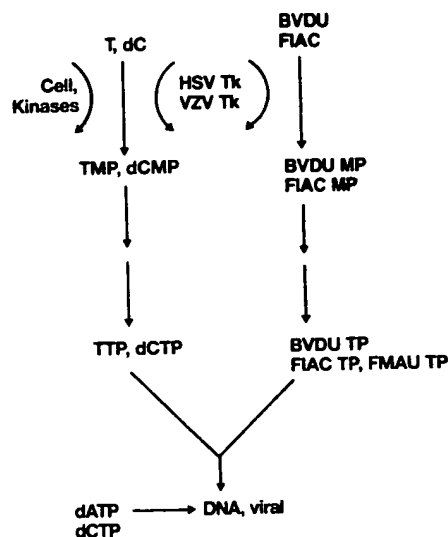 T, dC
BVDU
FIAC
Cell,
Kinases
HSV Tk
VZV Tk
TMP, dCMP
BVDU MP
FIAC MP
TTP, dCTP
BVDU TP
FIAC TP, FMAU TP
dATP
dCTP
DNA, viral